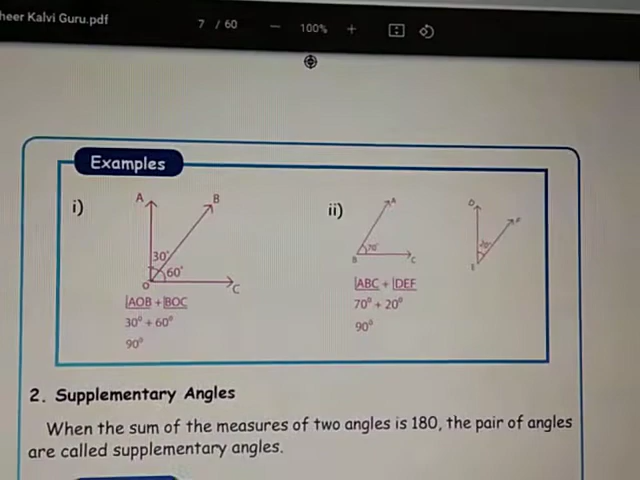 heer Kalvi Guru.pdf
7 / 60 — 100% +
Examples
i)
A
B
30°
60°
O
C
∠AOB + ∠BOC
30° + 60°
90°
ii)
A
70°
B
C
∠ABC + ∠DEF
70° + 20°
90°
D
F
20°
E
2. Supplementary Angles
When the sum of the measures of two angles is 180, the pair of angles
are called supplementary angles.